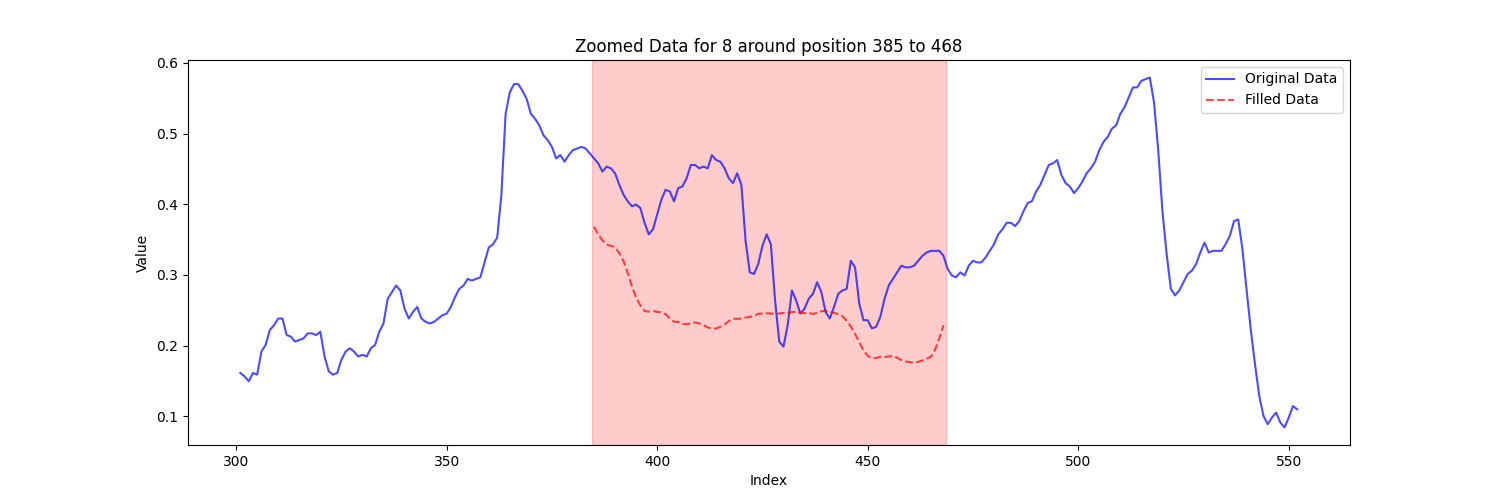 Zoomed Data for 8 around position 385 to 468
Original Data
Filled Data
Value
0.6
0.5
0.4
0.3
0.2
0.1
300 350 400 450 500 550
Index